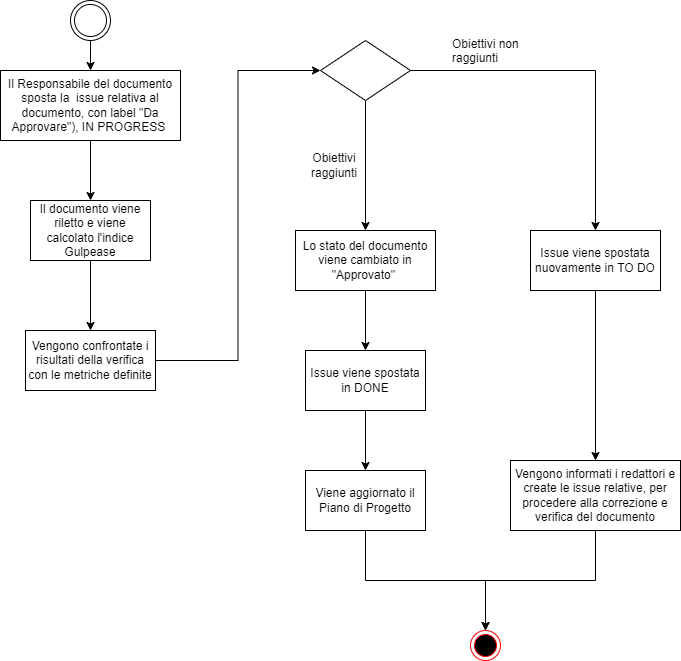 Il Responsabile del documento
sposta la issue relativa al
documento, con label "Da
Approvare"), IN PROGRESS
Il documento viene
riletto e viene
calcolato l'indice
Gulpease
Vengono confrontate i
risultati della verifica
con le metriche definite
Obiettivi non
raggiunti
Obiettivi
raggiunti
Lo stato del documento
viene cambiato in
"Approvato"
Issue viene spostata
in DONE
Viene aggiornato il
Piano di Progetto
Issue viene spostata
nuovamente in TO DO
Vengono informati i redattori e
create le issue relative, per
procedere alla correzione e
verifica del documento